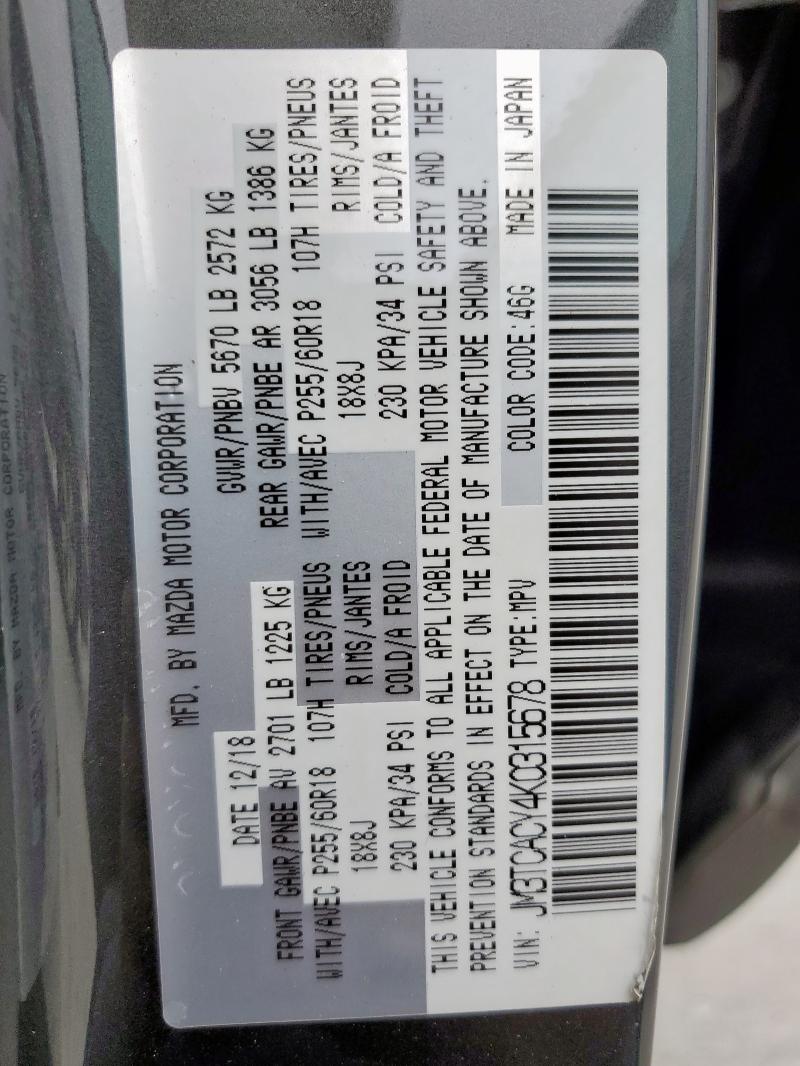 MFD. BY MAZDA MOTOR CORPORATION
DATE 12/18 GVWR/PNBV 5670 LB 2572 KG
FRONT GAWR/PNBE AV 2701 LB 1225 KG REAR GAWR/PNBE AR 3056 LB 1386 KG
WITH/AVEC P255/60R18 107H TIRES/PNEUS WITH/AVEC P255/60R18 107H TIRES/PNEUS
18X8J RIMS/JANTES 18X8J RIMS/JANTES
230 KPA/34 PSI COLD/A FROID 230 KPA/34 PSI COLD/A FROID
THIS VEHICLE CONFORMS TO ALL APPLICABLE FEDERAL MOTOR VEHICLE SAFETY AND THEFT
PREVENTION STANDARDS IN EFFECT ON THE DATE OF MANUFACTURE SHOWN ABOVE.
VIN: JM3TCACY4K0315678 TYPE:MPV COLOR CODE:46G MADE IN JAPAN